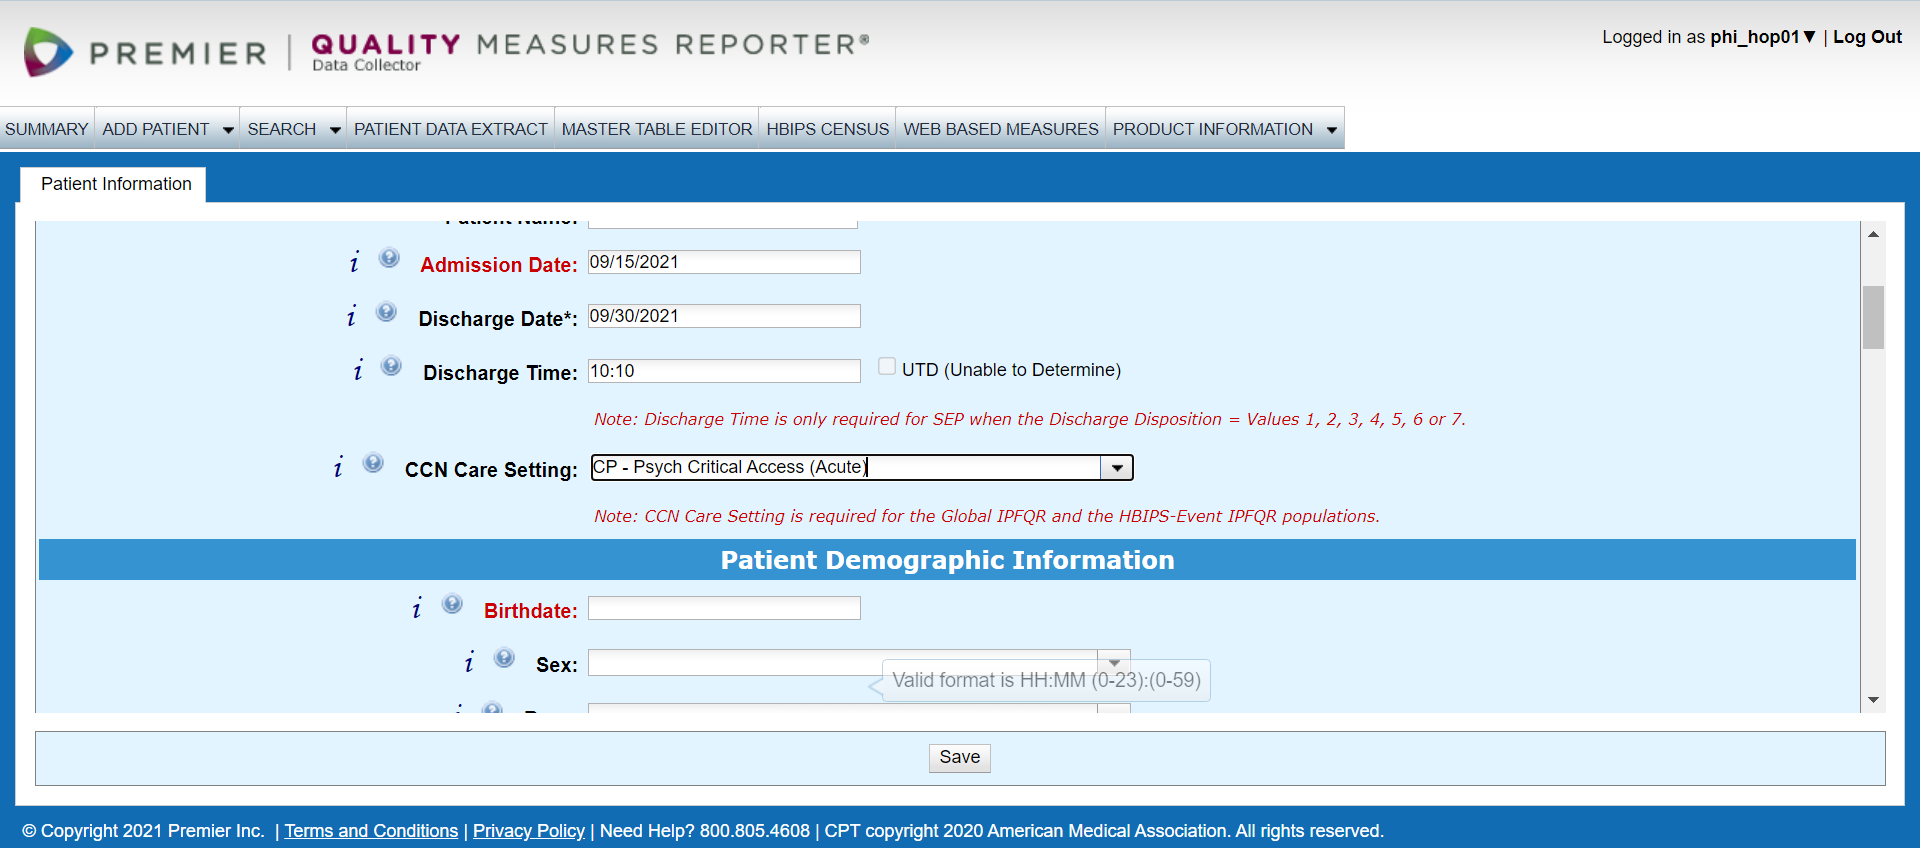 PREMIER | QUALITY MEASURES REPORTER®
Data Collector
Logged in as phi_hop01▼ | Log Out
SUMMARY ADD PATIENT SEARCH PATIENT DATA EXTRACT MASTER TABLE EDITOR HBIPS CENSUS WEB BASED MEASURES PRODUCT INFORMATION
Patient Information
Patient Name:
i ? Admission Date: 09/15/2021
i ? Discharge Date*: 09/30/2021
i ? Discharge Time: 10:10 UTD (Unable to Determine)
Note: Discharge Time is only required for SEP when the Discharge Disposition = Values 1, 2, 3, 4, 5, 6 or 7.
i ? CCN Care Setting: CP - Psych Critical Access (Acute)
Note: CCN Care Setting is required for the Global IPFQR and the HBIPS-Event IPFQR populations.
Patient Demographic Information
i ? Birthdate:
i ? Sex:
Valid format is HH:MM (0-23):(0-59)
Save
© Copyright 2021 Premier Inc. | Terms and Conditions | Privacy Policy | Need Help? 800.805.4608 | CPT copyright 2020 American Medical Association. All rights reserved.